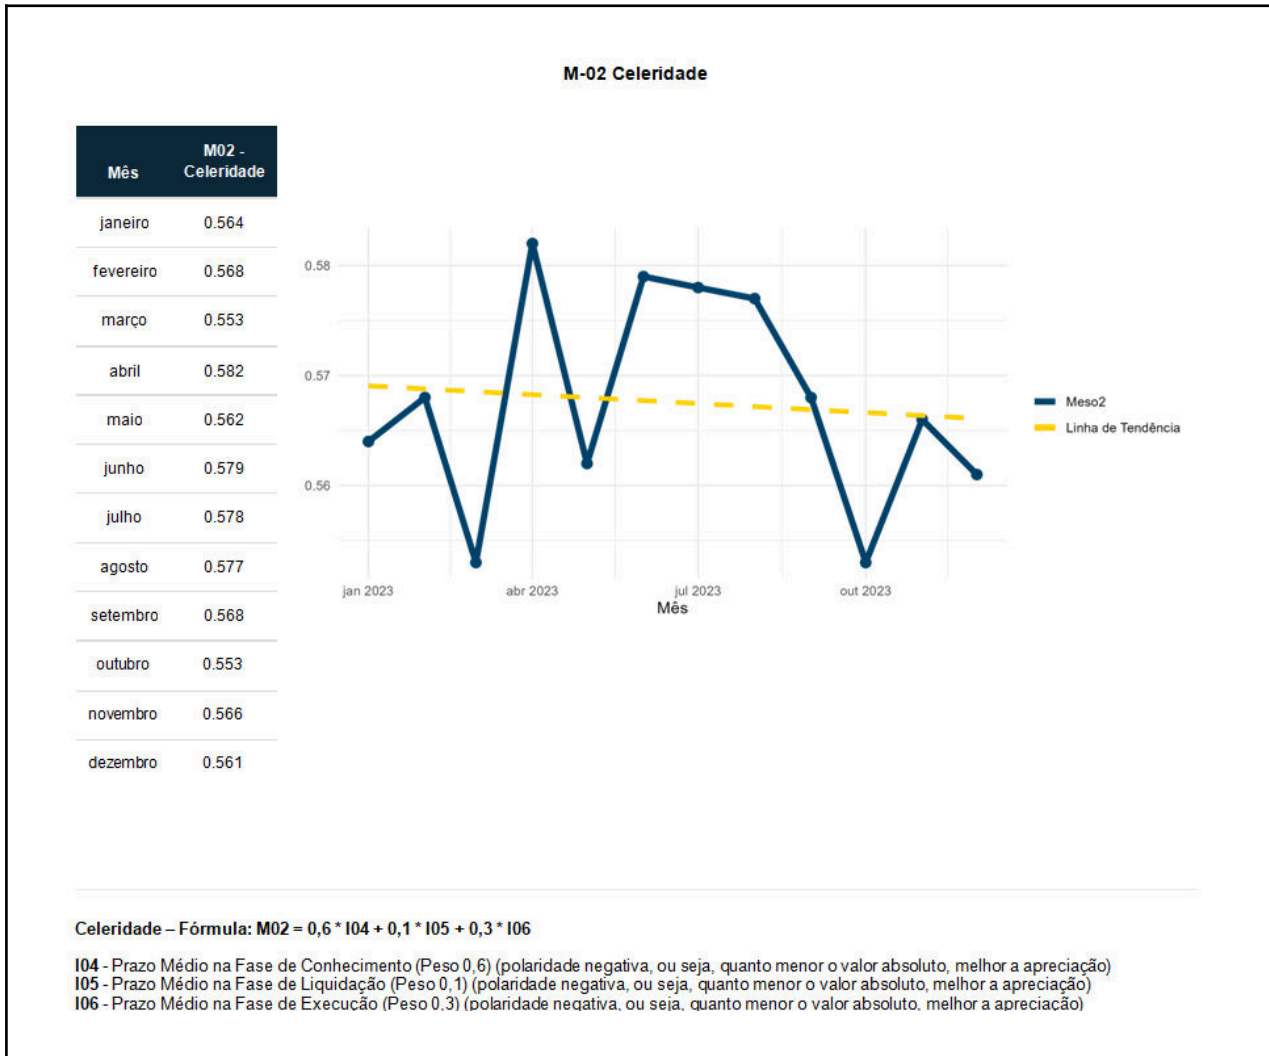 M-02 Celeridade
Mês M02 - Celeridade
janeiro 0.564
fevereiro 0.568
março 0.553
abril 0.582
maio 0.562
junho 0.579
julho 0.578
agosto 0.577
setembro 0.568
outubro 0.553
novembro 0.566
dezembro 0.561
0.58
0.57
0.56
jan 2023 abr 2023 jul 2023 out 2023
Mês
Meso2
Linha de Tendência
Celeridade – Fórmula: M02 = 0,6 * I04 + 0,1 * I05 + 0,3 * I06
I04 - Prazo Médio na Fase de Conhecimento (Peso 0,6) (polaridade negativa, ou seja, quanto menor o valor absoluto, melhor a apreciação)
I05 - Prazo Médio na Fase de Liquidação (Peso 0,1) (polaridade negativa, ou seja, quanto menor o valor absoluto, melhor a apreciação)
I06 - Prazo Médio na Fase de Execução (Peso 0,3) (polaridade negativa, ou seja, quanto menor o valor absoluto, melhor a apreciação)